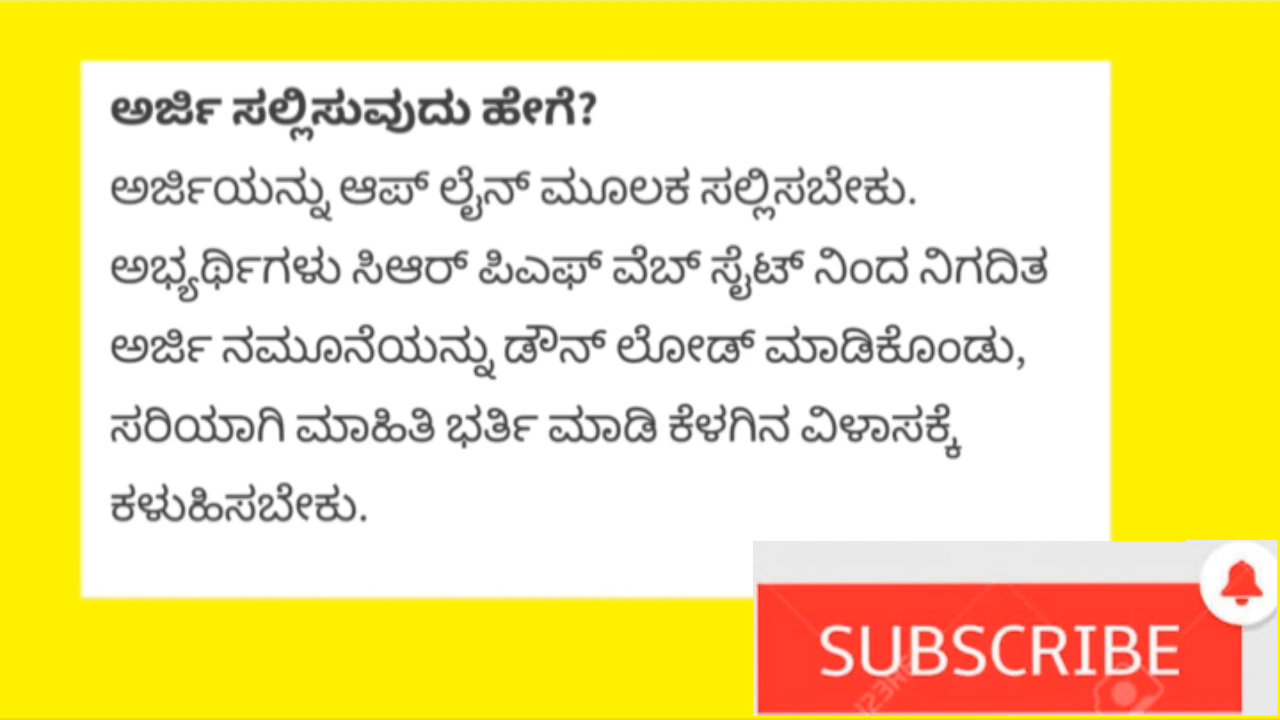 ಅರ್ಜಿ ಸಲ್ಲಿಸುವುದು ಹೇಗೆ?
ಅರ್ಜಿಯನ್ನು ಆಫ್ ಲೈನ್ ಮೂಲಕ ಸಲ್ಲಿಸಬೇಕು.
ಅಭ್ಯರ್ಥಿಗಳು ಸಿಆರ್ ಪಿಎಫ್ ವೆಬ್ ಸೈಟ್ ನಿಂದ ನಿಗದಿತ
ಅರ್ಜಿ ನಮೂನೆಯನ್ನು ಡೌನ್ ಲೋಡ್ ಮಾಡಿಕೊಂಡು,
ಸರಿಯಾಗಿ ಮಾಹಿತಿ ಭರ್ತಿ ಮಾಡಿ ಕೆಳಗಿನ ವಿಳಾಸಕ್ಕೆ
ಕಳುಹಿಸಬೇಕು.
SUBSCRIBE